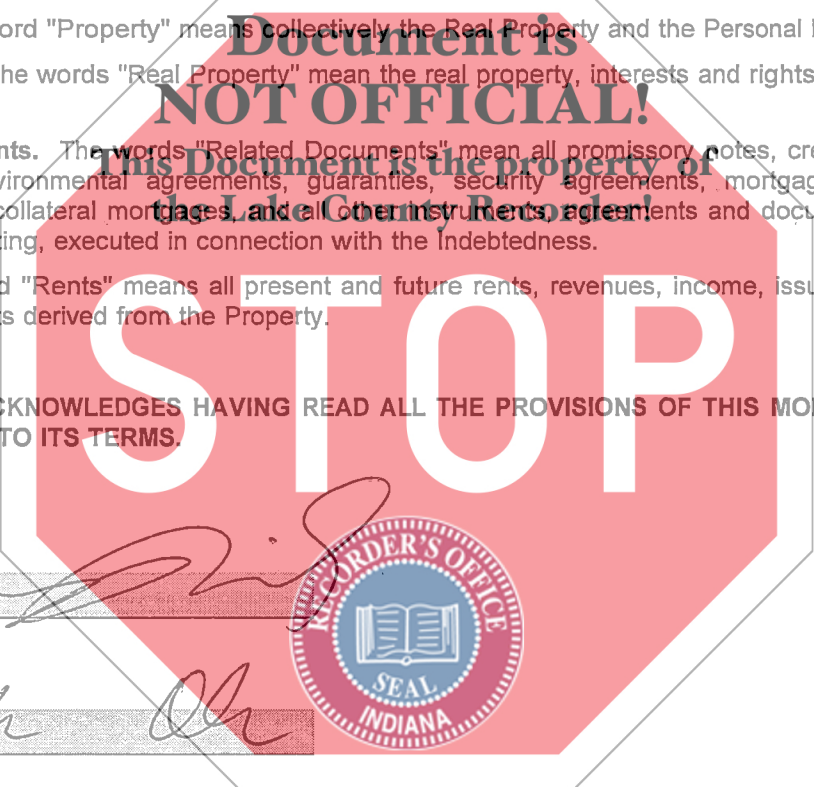 ord "Property" means collectively the Real Property and the Personal
Document is
he words "Real Property" mean the real property, interests and rights
NOT OFFICIAL!
nts. The words "Related Documents" mean all promissory notes, cre
This Document is the property of
vironmental agreements, guaranties, security agreements, mortgag
the Lake County Recorder!
collateral mortgages, and all other instruments, agreements and docu
ting, executed in connection with the Indebtedness.
d "Rents" means all present and future rents, revenues, income, issu
ts derived from the Property.
STOP
CKNOWLEDGES HAVING READ ALL THE PROVISIONS OF THIS MO
TO ITS TERMS.
RECORDER'S OFFICE
SEAL
INDIANA